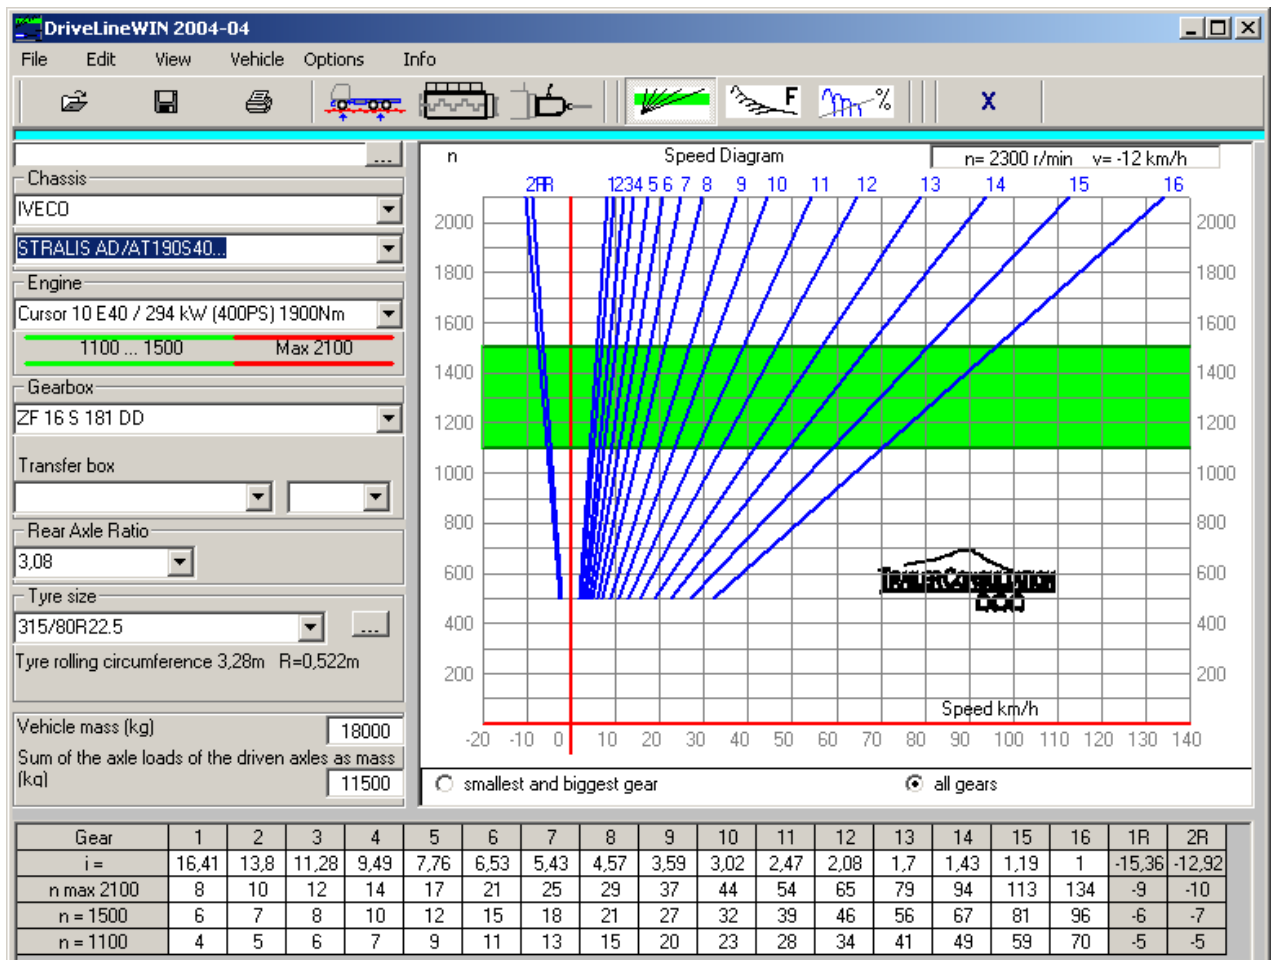 DriveLineWIN 2004-04
File Edit View Vehicle Options Info
F % X
...
Chassis
IVECO
STRALIS AD/AT190S40...
Engine
Cursor 10 E40 / 294 kW (400PS) 1900Nm
1100 ... 1500 Max 2100
Gearbox
ZF 16 S 181 DD
Transfer box
Rear Axle Ratio
3,08
Tyre size
315/80R22.5
...
Tyre rolling circumference 3,28m R=0,522m
Vehicle mass (kg)
18000
Sum of the axle loads of the driven axles as mass
(kg)
11500
n Speed Diagram n= 2300 r/min v= -12 km/h
1 2 3 4 5 6 7 8 9 10 11 12 13 14 15 16
2000 2000
1800 1800
1600 1600
1400 1400
1200 1200
1000 1000
800 800
600 600
400 400
200 200
Speed km/h
-20 -10 0 10 20 30 40 50 60 70 80 90 100 110 120 130 140
smallest and biggest gear all gears
Gear 1 2 3 4 5 6 7 8 9 10 11 12 13 14 15 16 1R 2R
i = 16,41 13,8 11,28 9,49 7,76 6,53 5,43 4,57 3,59 3,02 2,47 2,08 1,7 1,43 1,19 1 -15,36 -12,92
n max 2100 8 10 12 14 17 21 25 29 37 44 54 65 79 94 113 134 -9 -10
n = 1500 6 7 8 10 12 15 18 21 27 32 39 46 56 67 81 96 -6 -7
n = 1100 4 5 6 7 9 11 13 15 20 23 28 34 41 49 59 70 -5 -5